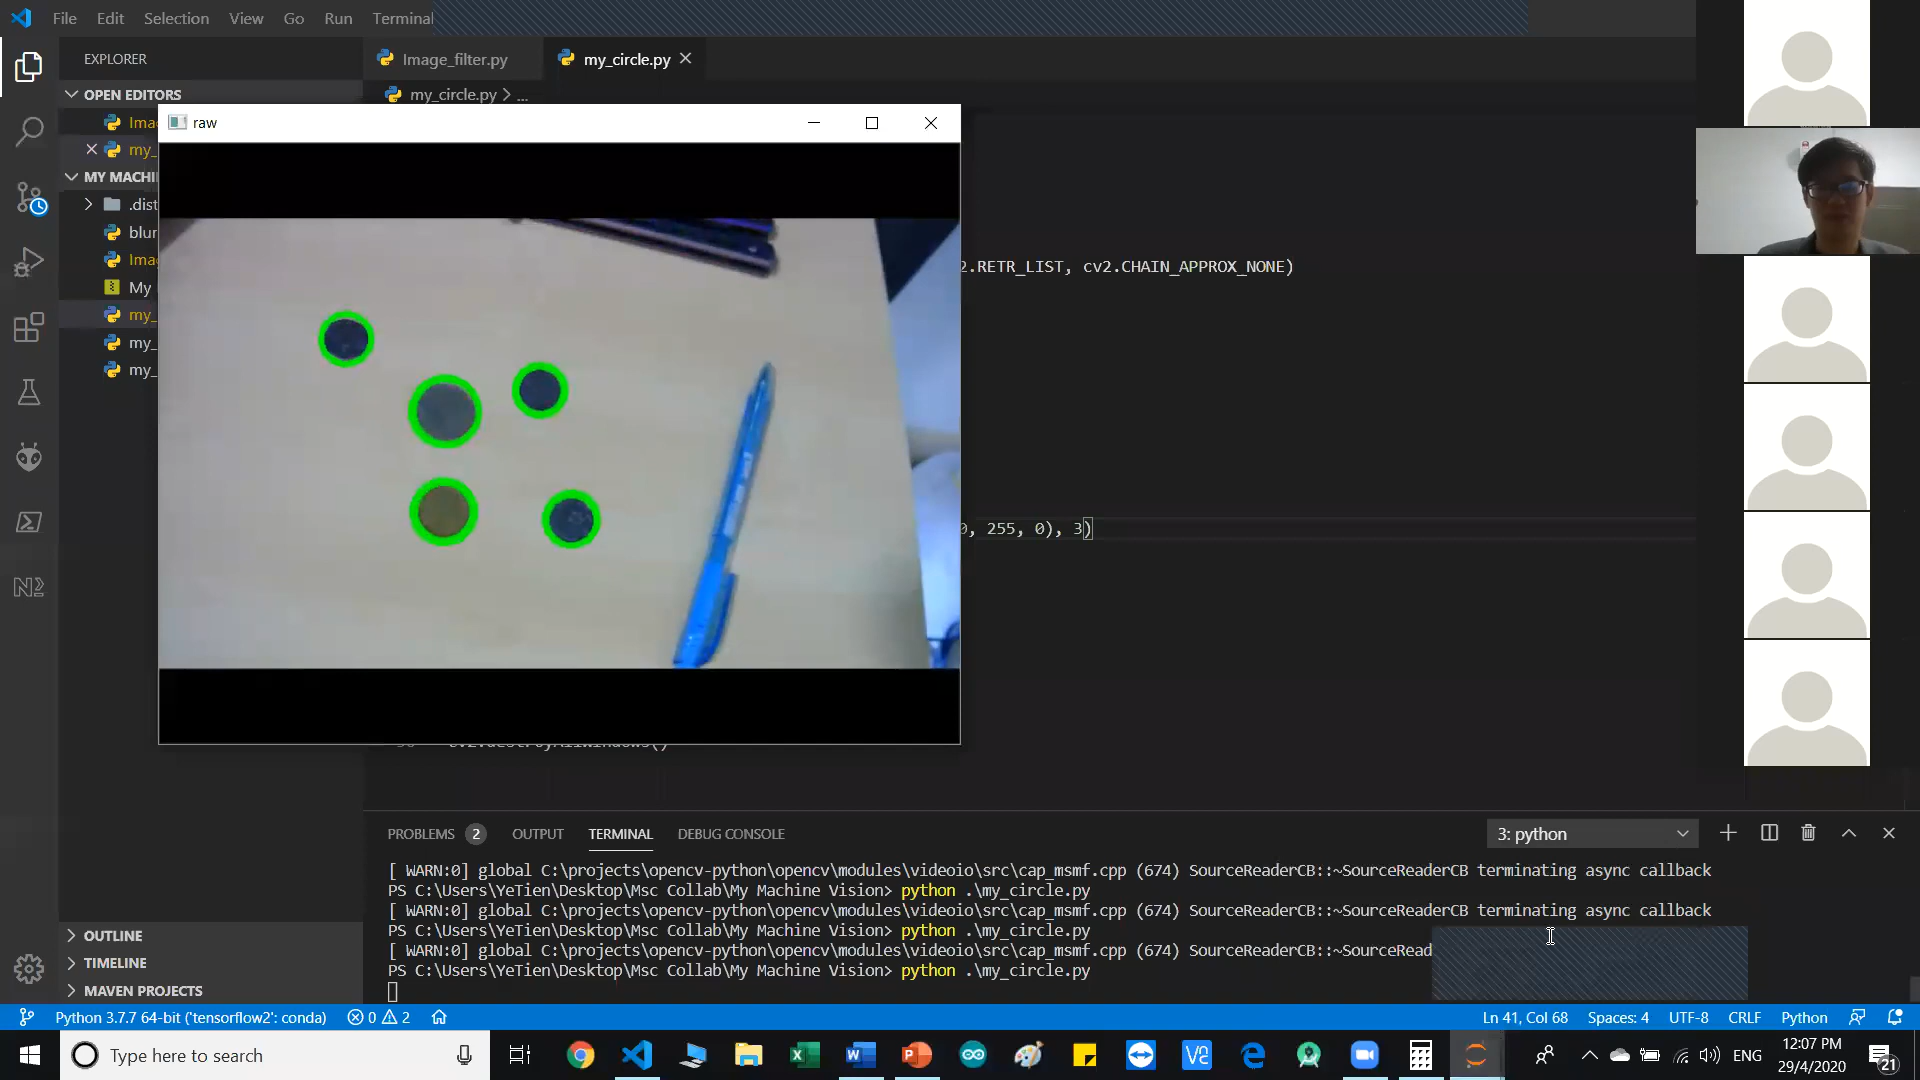 File Edit Selection View Go Run Terminal
EXPLORER
Image_filter.py
my_circle.py
OPEN EDITORS
my_circle.py > ...
my_
MY MACHI
.dist
blur
My
my_
my_
my_
raw
2.RETR_LIST, cv2.CHAIN_APPROX_NONE)
, 255, 0), 3)
PROBLEMS 2 OUTPUT TERMINAL DEBUG CONSOLE
3: python
[ WARN:0] global C:\projects\opencv-python\opencv\modules\videoio\src\cap_msmf.cpp (674) SourceReaderCB::~SourceReaderCB terminating async callback
PS C:\Users\YeTien\Desktop\Msc Collab\My Machine Vision> python .\my_circle.py
[ WARN:0] global C:\projects\opencv-python\opencv\modules\videoio\src\cap_msmf.cpp (674) SourceReaderCB::~SourceReaderCB terminating async callback
PS C:\Users\YeTien\Desktop\Msc Collab\My Machine Vision> python .\my_circle.py
[ WARN:0] global C:\projects\opencv-python\opencv\modules\videoio\src\cap_msmf.cpp (674) SourceReaderCB::~SourceRead
PS C:\Users\YeTien\Desktop\Msc Collab\My Machine Vision> python .\my_circle.py
OUTLINE
TIMELINE
MAVEN PROJECTS
Python 3.7.7 64-bit ('tensorflow2': conda) 0 2 Ln 41, Col 68 Spaces: 4 UTF-8 CRLF Python
Type here to search
ENG
12:07 PM
29/4/2020
21